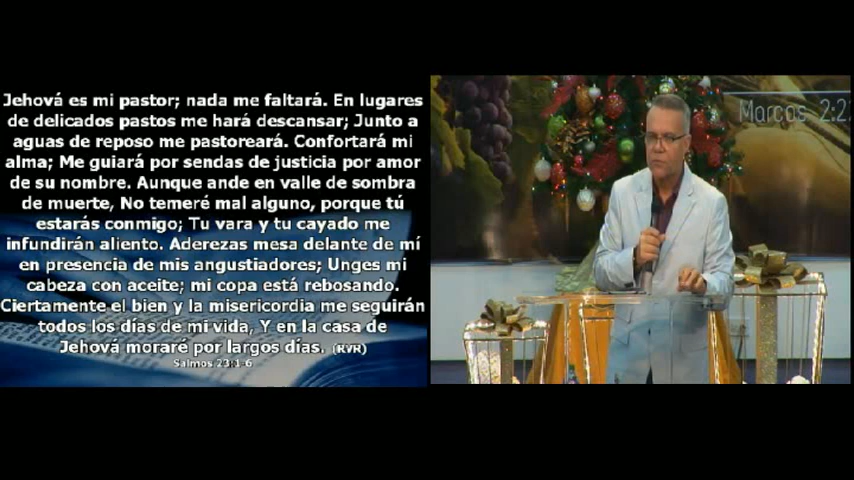 Jehová es mi pastor; nada me faltará. En lugares
de delicados pastos me hará descansar; Junto a
aguas de reposo me pastoreará. Confortará mi
alma; Me guiará por sendas de justicia por amor
de su nombre. Aunque ande en valle de sombra
de muerte, No temeré mal alguno, porque tú
estarás conmigo; Tu vara y tu cayado me
infundirán aliento. Aderezas mesa delante de mí
en presencia de mis angustiadores; Unges mi
cabeza con aceite; mi copa está rebosando.
Ciertamente el bien y la misericordia me seguirán
todos los días de mi vida, Y en la casa de
Jehová moraré por largos días. (RVR)
Salmos 23:1-6
Marcos 2:2